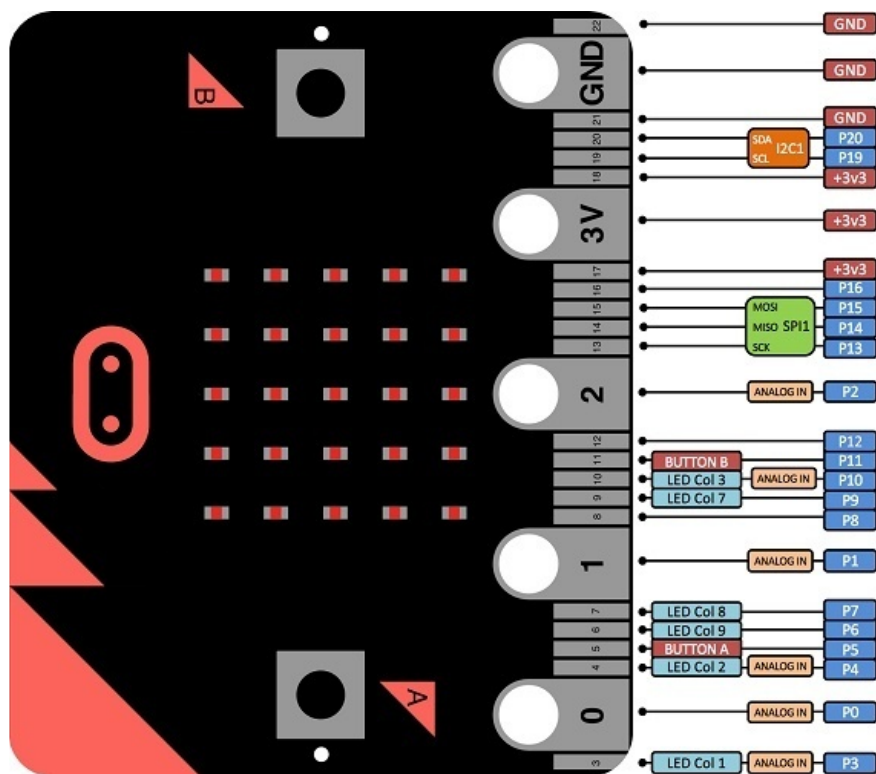 22 GND
B GND GND
21 GND
20 SDA I2C1 P20
19 SCL P19
18 +3v3
3V +3v3
17 +3v3
16 P16
15 MOSI P15
14 MISO SPI1 P14
13 SCK P13
2 ANALOG IN P2
12 P12
11 BUTTON B P11
10 LED Col 3 ANALOG IN P10
9 LED Col 7 P9
8 P8
1 ANALOG IN P1
7 LED Col 8 P7
6 LED Col 9 P6
5 BUTTON A P5
4 LED Col 2 ANALOG IN P4
A 0 ANALOG IN P0
3 LED Col 1 ANALOG IN P3